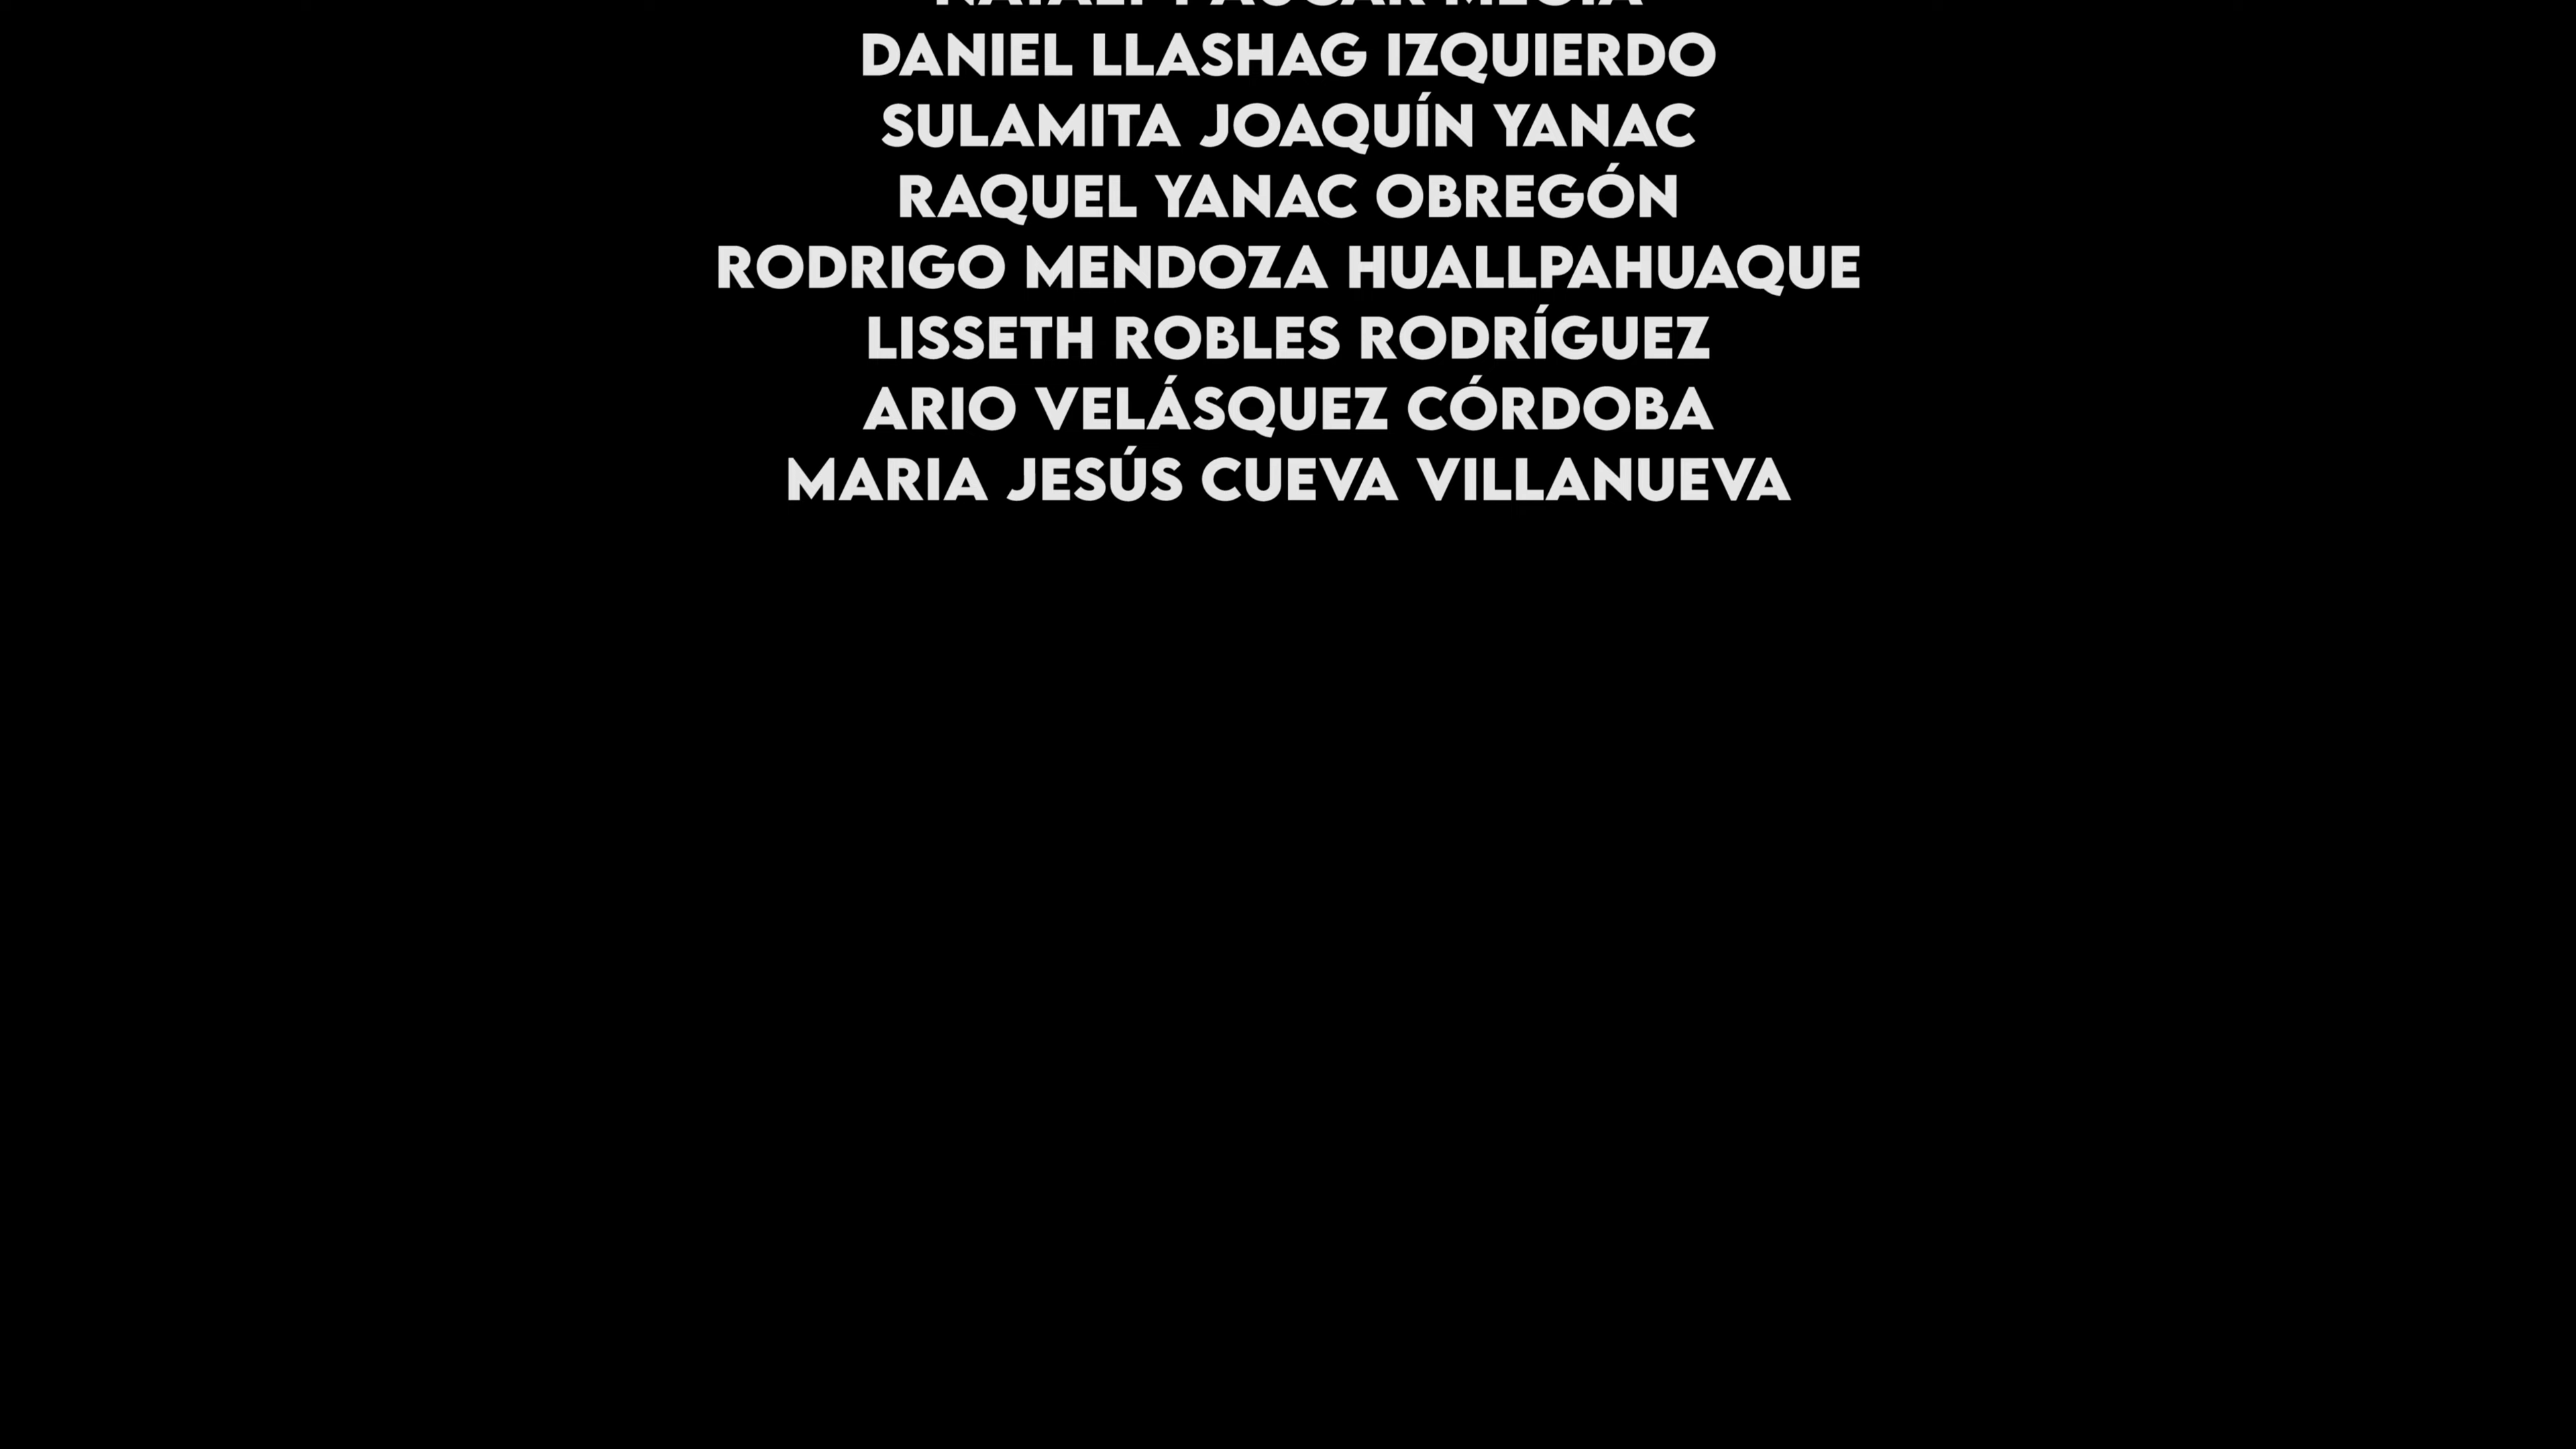 DANIEL LLASHAG IZQUIERDO
SULAMITA JOAQUÍN YANAC
RAQUEL YANAC OBREGÓN
RODRIGO MENDOZA HUALLPAHUAQUE
LISSETH ROBLES RODRÍGUEZ
ARIO VELÁSQUEZ CÓRDOBA
MARIA JESÚS CUEVA VILLANUEVA